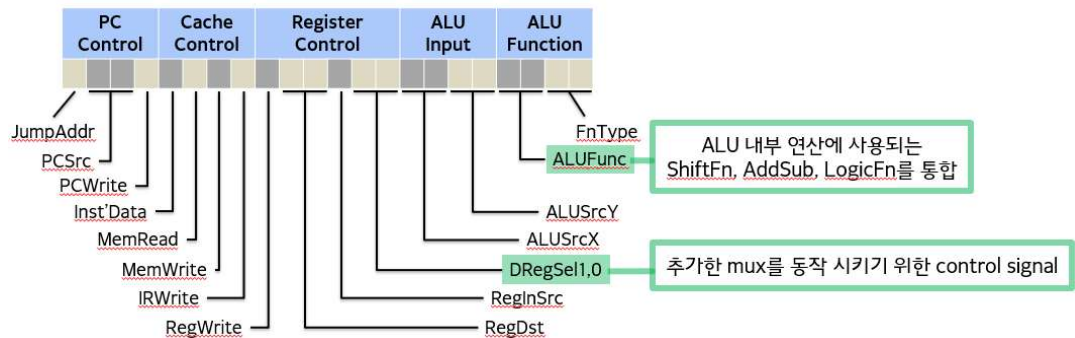 PC
Control
Cache
Control
Register
Control
ALU
Input
ALU
Function
JumpAddr
PCSrc
PCWrite
Inst'Data
MemRead
MemWrite
IRWrite
RegWrite
FnType
ALUFunc
ALUSrcY
ALUSrcX
DRegSel1,0
RegInSrc
RegDst
ALU 내부 연산에 사용되는
ShiftFn, AddSub, LogicFn를 통합
추가한 mux를 동작 시키기 위한 control signal